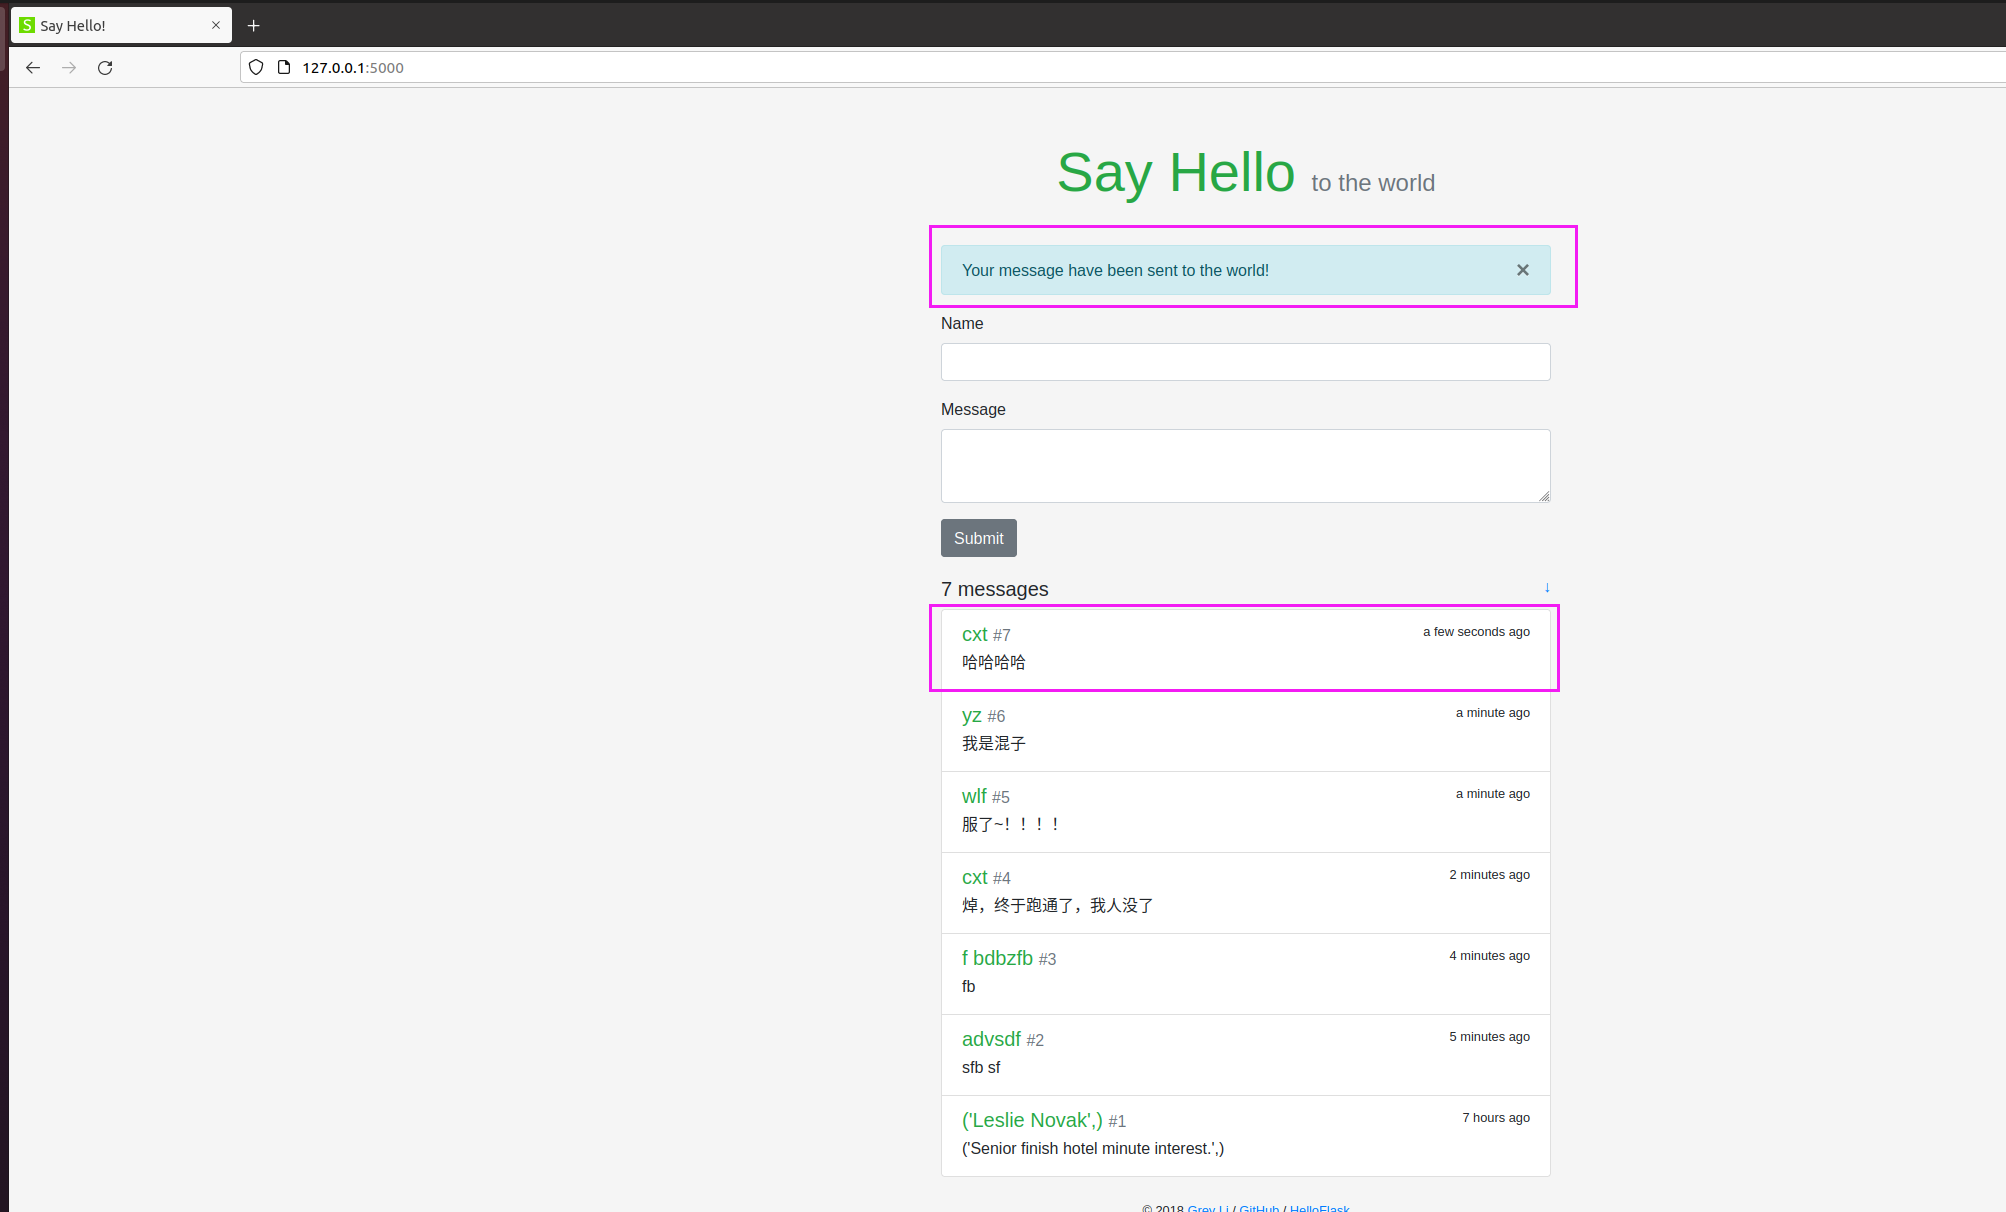 S Say Hello!
127.0.0.1:5000
Say Hello to the world
Your message have been sent to the world! ×
Name
Message
Submit
7 messages ↓
cxt #7 a few seconds ago
哈哈哈哈
yz #6 a minute ago
我是混子
wlf #5 a minute ago
服了~！！！！
cxt #4 2 minutes ago
焯，终于跑通了，我人没了
f bdbzfb #3 4 minutes ago
fb
advsdf #2 5 minutes ago
sfb sf
('Leslie Novak',) #1 7 hours ago
('Senior finish hotel minute interest.',)
© 2018 Grey Li / GitHub / HelloFlask